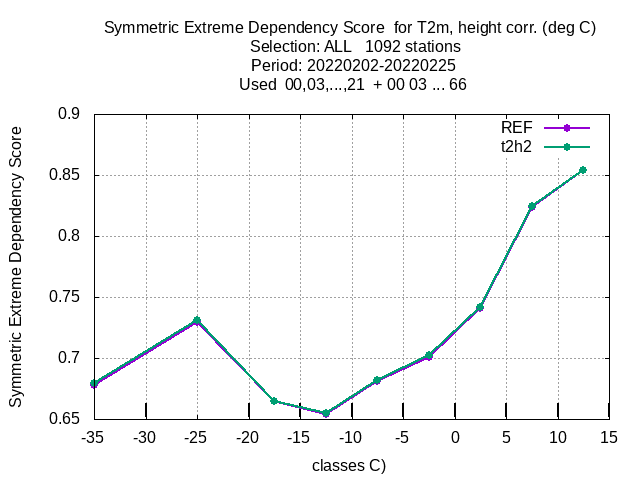 Symmetric Extreme Dependency Score  for T2m, height corr. (deg C)
Selection: ALL   1092 stations
Period: 20220202-20220225
Used  00,03,...,21  + 00 03 ... 66
Symmetric Extreme Dependency Score
0.9
0.85
0.8
0.75
0.7
0.65
REF
t2h2
-35 -30 -25 -20 -15 -10 -5 0 5 10 15
classes C)